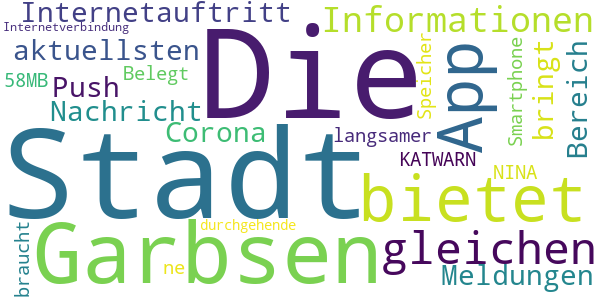 Internetauftritt
Internetverbindung
aktuellsten
58MB
Belegt
Push
Nachricht
Corona
Die
Informationen
Speicher
App
Smartphone
bringt
Bereich
langsamer
KATWARN
NINA
Stadt
bietet
Garbsen
durchgehende
gleichen
ne
Meldungen
braucht